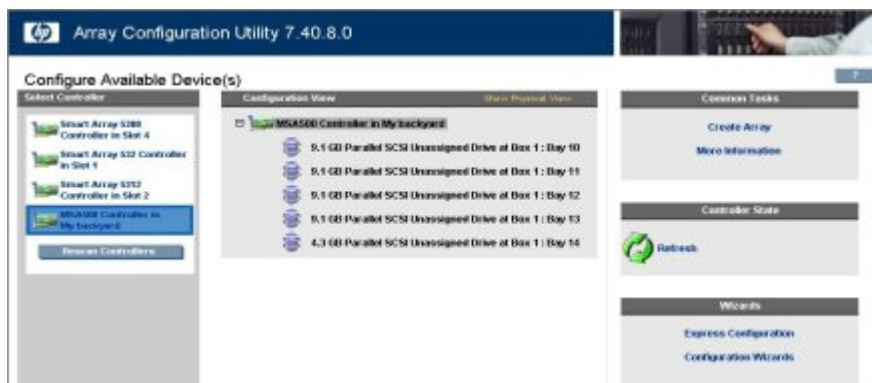 hp
Array Configuration Utility 7.40.8.0
Configure Available Device(s)
?
Select Controller
Smart Array 5300
Controller in Slot 4
Smart Array 532 Controller
in Slot 1
Smart Array 5312
Controller in Slot 2
MSA500 Controller in
My backyard
Rescan Controllers
Configuration View
Show Physical View
MSA500 Controller in My backyard
9.1 GB Parallel SCSI Unassigned Drive at Box 1 : Bay 10
9.1 GB Parallel SCSI Unassigned Drive at Box 1 : Bay 11
9.1 GB Parallel SCSI Unassigned Drive at Box 1 : Bay 12
9.1 GB Parallel SCSI Unassigned Drive at Box 1 : Bay 13
4.3 GB Parallel SCSI Unassigned Drive at Box 1 : Bay 14
Common Tasks
Create Array
More Information
Controller State
Refresh
Wizards
Express Configuration
Configuration Wizards